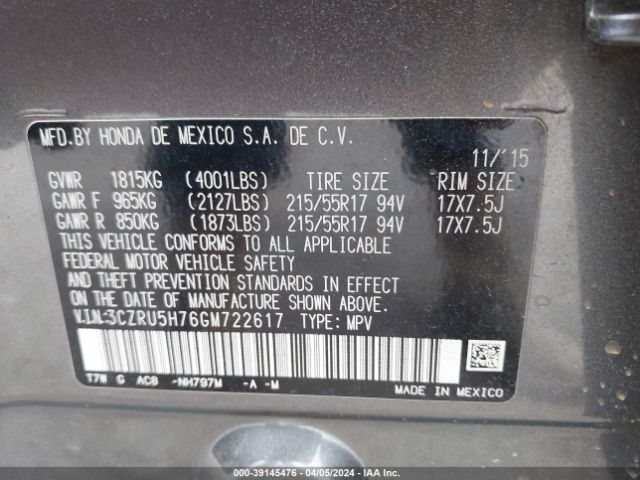 MFD.BY HONDA DE MEXICO S.A. DE C.V.
11/'15
GVWR 1815KG (4001LBS) TIRE SIZE RIM SIZE
GAWR F 965KG (2127LBS) 215/55R17 94V 17X7.5J
GAWR R 850KG (1873LBS) 215/55R17 94V 17X7.5J
THIS VEHICLE CONFORMS TO ALL APPLICABLE
FEDERAL MOTOR VEHICLE SAFETY
AND THEFT PREVENTION STANDARDS IN EFFECT
ON THE DATE OF MANUFACTURE SHOWN ABOVE.
V.I.N:3CZRU5H76GM722617 TYPE: MPV
T7W G AC8 -NH797M -A -M
MADE IN MEXICO
000-39145476 - 04/05/2024 - IAA Inc.